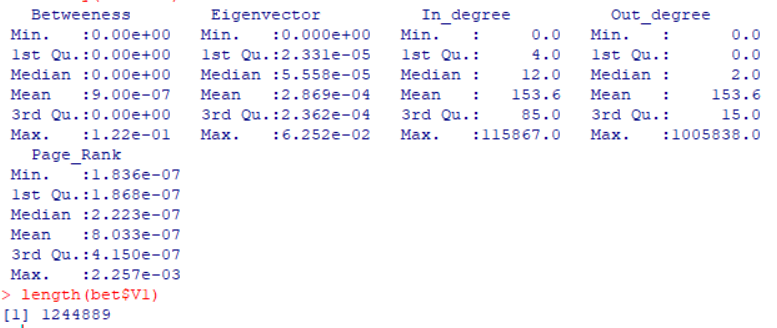 Betweeness          Eigenvector          In_degree          Out_degree
 Min.   :0.00e+00   Min.   :0.000e+00   Min.   :     0.0   Min.   :      0.0
 1st Qu.:0.00e+00   1st Qu.:2.331e-05   1st Qu.:     4.0   1st Qu.:      0.0
 Median :0.00e+00   Median :5.558e-05   Median :    12.0   Median :      2.0
 Mean   :9.00e-07   Mean   :2.869e-04   Mean   :   153.6   Mean   :    153.6
 3rd Qu.:0.00e+00   3rd Qu.:2.362e-04   3rd Qu.:    85.0   3rd Qu.:     15.0
 Max.   :1.22e-01   Max.   :6.252e-02   Max.   :115867.0   Max.   :1005838.0
   Page_Rank
 Min.   :1.836e-07
 1st Qu.:1.868e-07
 Median :2.223e-07
 Mean   :8.033e-07
 3rd Qu.:4.150e-07
 Max.   :2.257e-03
> length(bet$V1)
[1] 1244889